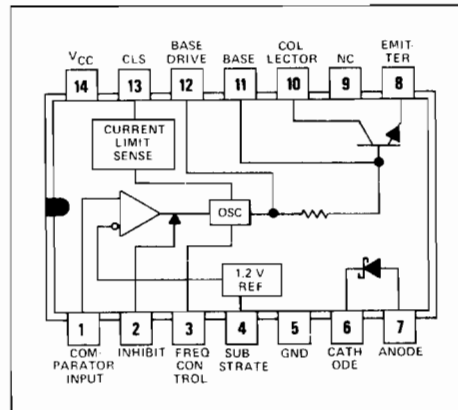 VCC
CLS
BASE
DRIVE
BASE
COL
LECTOR
NC
EMIT-
TER
14
13
12
11
10
9
8
CURRENT
LIMIT
SENSE
OSC
1.2 V
REF
1
2
3
4
5
6
7
COM-
PARATOR
INPUT
INHIBIT
FREQ
CON
TROL
SUB
STRATE
GND
CATH
ODE
ANODE